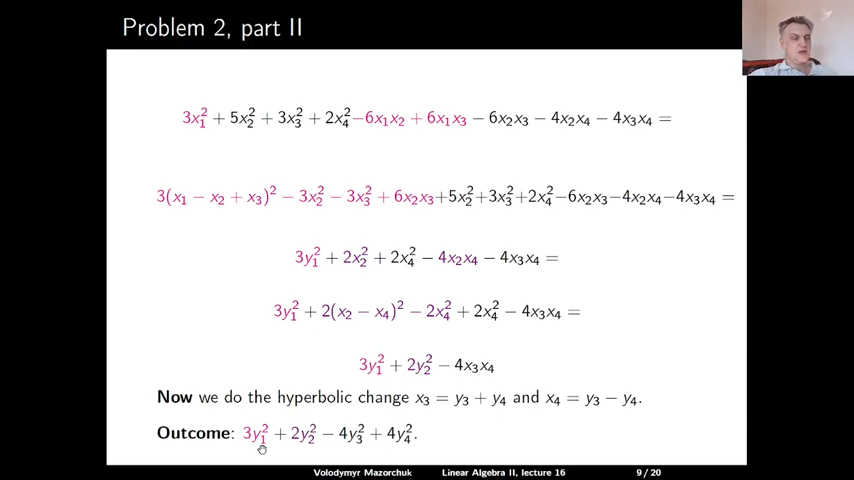 Problem 2, part II
3x₁² + 5x₂² + 3x₃² + 2x₄² −6x₁x₂ + 6x₁x₃ − 6x₂x₃ − 4x₂x₄ − 4x₃x₄ =
3(x₁ − x₂ + x₃)² − 3x₂² − 3x₃² + 6x₂x₃+5x₂²+3x₃²+2x₄²−6x₂x₃−4x₂x₄−4x₃x₄ =
3y₁² + 2x₂² + 2x₄² − 4x₂x₄ − 4x₃x₄ =
3y₁² + 2(x₂ − x₄)² − 2x₄² + 2x₄² − 4x₃x₄ =
3y₁² + 2y₂² − 4x₃x₄
Now we do the hyperbolic change x₃ = y₃ + y₄ and x₄ = y₃ − y₄.
Outcome: 3y₁² + 2y₂² − 4y₃² + 4y₄².
Volodymyr Mazorchuk Linear Algebra II, lecture 16 9 / 20